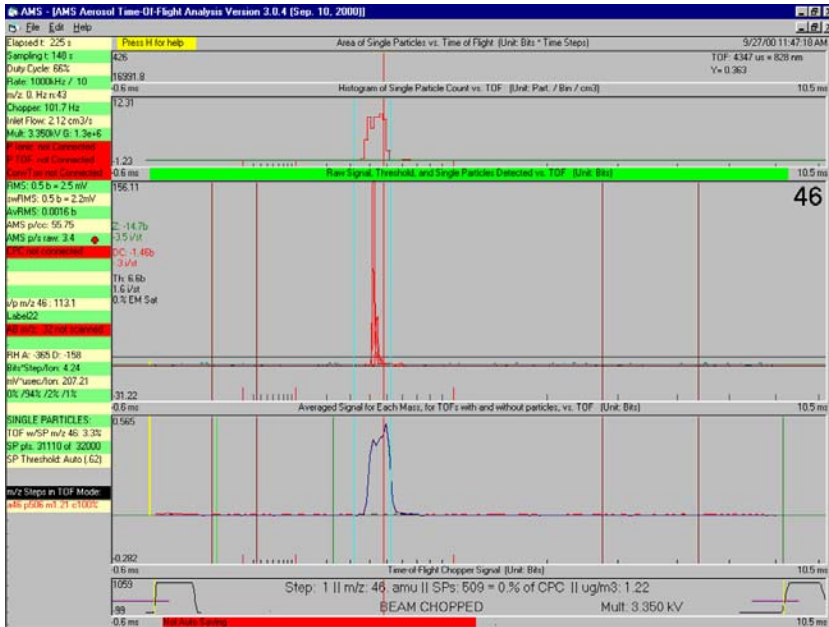 AMS - [AMS Aerosol Time-Of-Flight Analysis Version 3.0.4 (Sep. 10, 2000)]
File Edit Help
Elapsed t: 225 s
Sampling t: 148 s
Duty Cycle: 66%
Rate: 1000kHz / 10
m/z: 0. Hz n:43
Chopper: 101.7 Hz
Inlet Flow: 2.12 cm3/s
Mult: 3.350kV G: 1.3e+6
P Ioniz: not Connected
P TOF: not Connected
ConvTor not Connected
RMS: 0.5 b = 2.5 mV
swRMS: 0.5 b = 2.2mV
AvRMS: 0.0016 b
AMS p/cc: 55.75
AMS p/s raw: 3.4
CPC not connected
i/p m/z 46 : 113.1
Label22
AB m/z: 32 not scanned
RH A: -365 D: -158
Bits*Step/Ion: 4.24
mV*usec/Ion: 207.21
0% /94% /2% /1%
SINGLE PARTICLES:
TOF w/SP m/z 46: 3.3%
SP pts: 31110 of 32000
SP Threshold: Auto (.62)
m/z Steps in TOF Mode:
a46 p506 m1.21 c100%
Press H for help
Area of Single Particles vs. Time of Flight (Unit: Bits * Time Steps)
9/27/00 11:47:18 AM
426
TOF: 4347 us = 828 nm
Y= 0.363
16991.8
-0.6 ms
Histogram of Single Particle Count vs. TOF (Unit: Part. / Bin / cm3)
10.5 ms
12.31
-1.23
-0.6 ms
Raw Signal, Threshold, and Single Particles Detected vs. TOF (Unit: Bits)
10.5 ms
156.11
46
Z: -14.7b
-3.5 i/st
DC: -1.46b
-.3 i/st
Th: 6.6b
1.6 i/st
0.% EM Sat
-31.22
-0.6 ms
Averaged Signal for Each Mass, for TOFs with and without particles, vs. TOF (Unit: Bits)
10.5 ms
0.565
-0.282
-0.6 ms
Time-of-Flight Chopper Signal (Unit: Bits)
10.5 ms
1059
Step: 1 || m/z: 46. amu || SPs: 509 = 0.% of CPC || ug/m3: 1.22
BEAM CHOPPED
Mult: 3.350 kV
-99
-0.6 ms
Not Auto Saving
10.5 ms